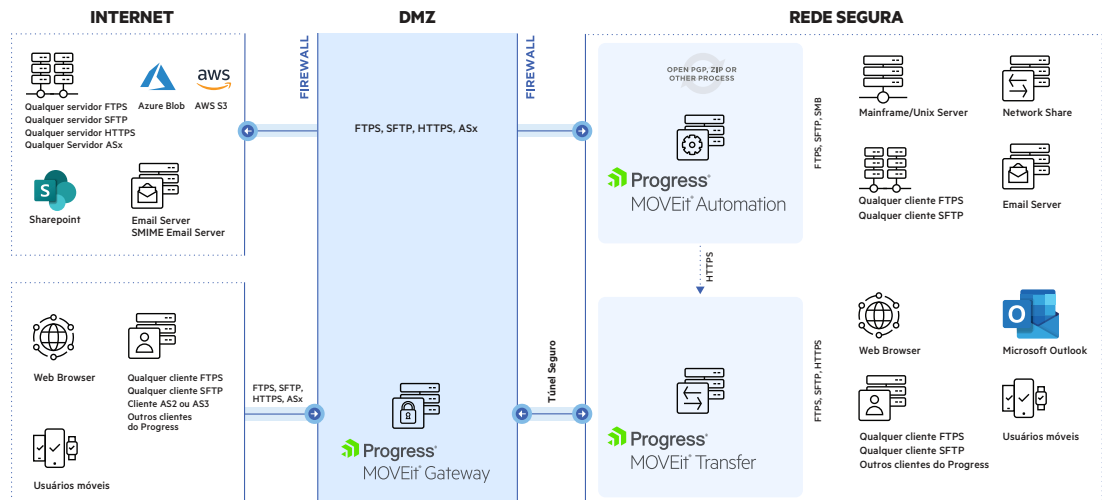 INTERNET
DMZ
REDE SEGURA
FIREWALL
FIREWALL
Qualquer servidor FTPS
Qualquer servidor SFTP
Qualquer servidor HTTPS
Qualquer Servidor ASx
Azure Blob
aws
AWS S3
S
Sharepoint
Email Server
SMIME Email Server
FTPS, SFTP, HTTPS, ASx
OPEN PGP, ZIP OR
OTHER PROCESS
Progress®
MOVEit® Automation
FTPS, SFTP, SMB
Mainframe/Unix Server
Network Share
Qualquer cliente FTPS
Qualquer cliente SFTP
Email Server
HTTPS
Web Browser
Qualquer cliente FTPS
Qualquer cliente SFTP
Cliente AS2 ou AS3
Outros clientes
do Progress
Usuários móveis
FTPS, SFTP,
HTTPS, ASx
Progress®
MOVEit® Gateway
Túnel Seguro
Progress®
MOVEit® Transfer
FTPS, SFTP, HTTPS
Web Browser
O
Microsoft Outlook
Qualquer cliente FTPS
Qualquer cliente SFTP
Outros clientes do Progress
Usuários móveis